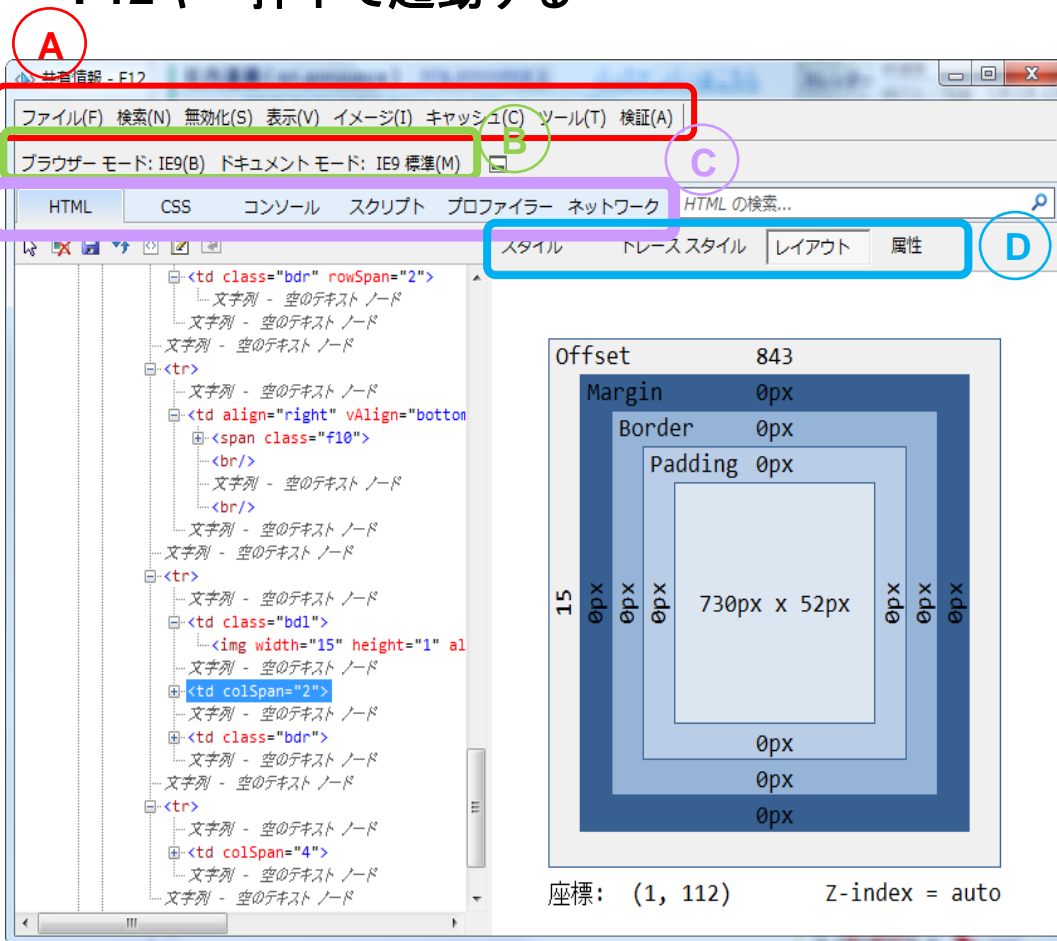 A
共有情報 - F12
ファイル(F) 検索(N) 無効化(S) 表示(V) イメージ(I) キャッシュ(C) ツール(T) 検証(A)
B
ブラウザー モード: IE9(B) ドキュメント モード: IE9 標準(M)
C
HTML CSS コンソール スクリプト プロファイラー ネットワーク HTML の検索...
スタイル トレース スタイル レイアウト 属性
D
<td class="bdr" rowSpan="2">
文字列 - 空のテキスト ノード
文字列 - 空のテキスト ノード
文字列 - 空のテキスト ノード
<tr>
文字列 - 空のテキスト ノード
<td align="right" vAlign="bottom
<span class="f10">
<br/>
文字列 - 空のテキスト ノード
<br/>
文字列 - 空のテキスト ノード
文字列 - 空のテキスト ノード
<tr>
文字列 - 空のテキスト ノード
<td class="bdl">
<img width="15" height="1" al
文字列 - 空のテキスト ノード
<td colSpan="2">
文字列 - 空のテキスト ノード
<td class="bdr">
文字列 - 空のテキスト ノード
文字列 - 空のテキスト ノード
<tr>
文字列 - 空のテキスト ノード
<td colSpan="4">
文字列 - 空のテキスト ノード
文字列 - 空のテキスト ノード
Offset 843
Margin 0px
Border 0px
Padding 0px
15 0px 0px 0px 730px x 52px 0px 0px 0px
0px
0px
0px
座標: (1, 112) Z-index = auto